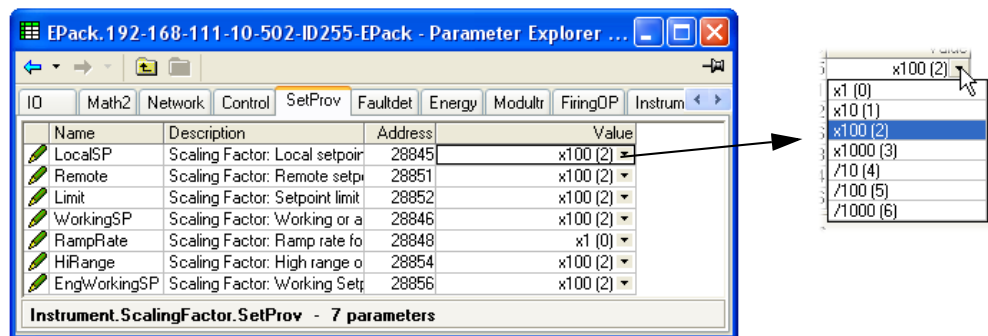 EPack.192-168-111-10-502-ID255-EPack - Parameter Explorer ...
IO Math2 Network Control SetProv Faultdet Energy Modultr FiringOP Instrum
Name Description Address Value
LocalSP Scaling Factor: Local setpoin 28845 x100 (2)
Remote Scaling Factor: Remote setp 28851 x100 (2)
Limit Scaling Factor: Setpoint limit 28852 x100 (2)
WorkingSP Scaling Factor: Working or a 28846 x100 (2)
RampRate Scaling Factor: Ramp rate fo 28848 x1 (0)
HiRange Scaling Factor: High range o 28854 x100 (2)
EngWorkingSP Scaling Factor: Working Setp 28856 x100 (2)
Instrument.ScalingFactor.SetProv - 7 parameters
x100 (2)
x1 (0)
x10 (1)
x100 (2)
x1000 (3)
/10 (4)
/100 (5)
/1000 (6)